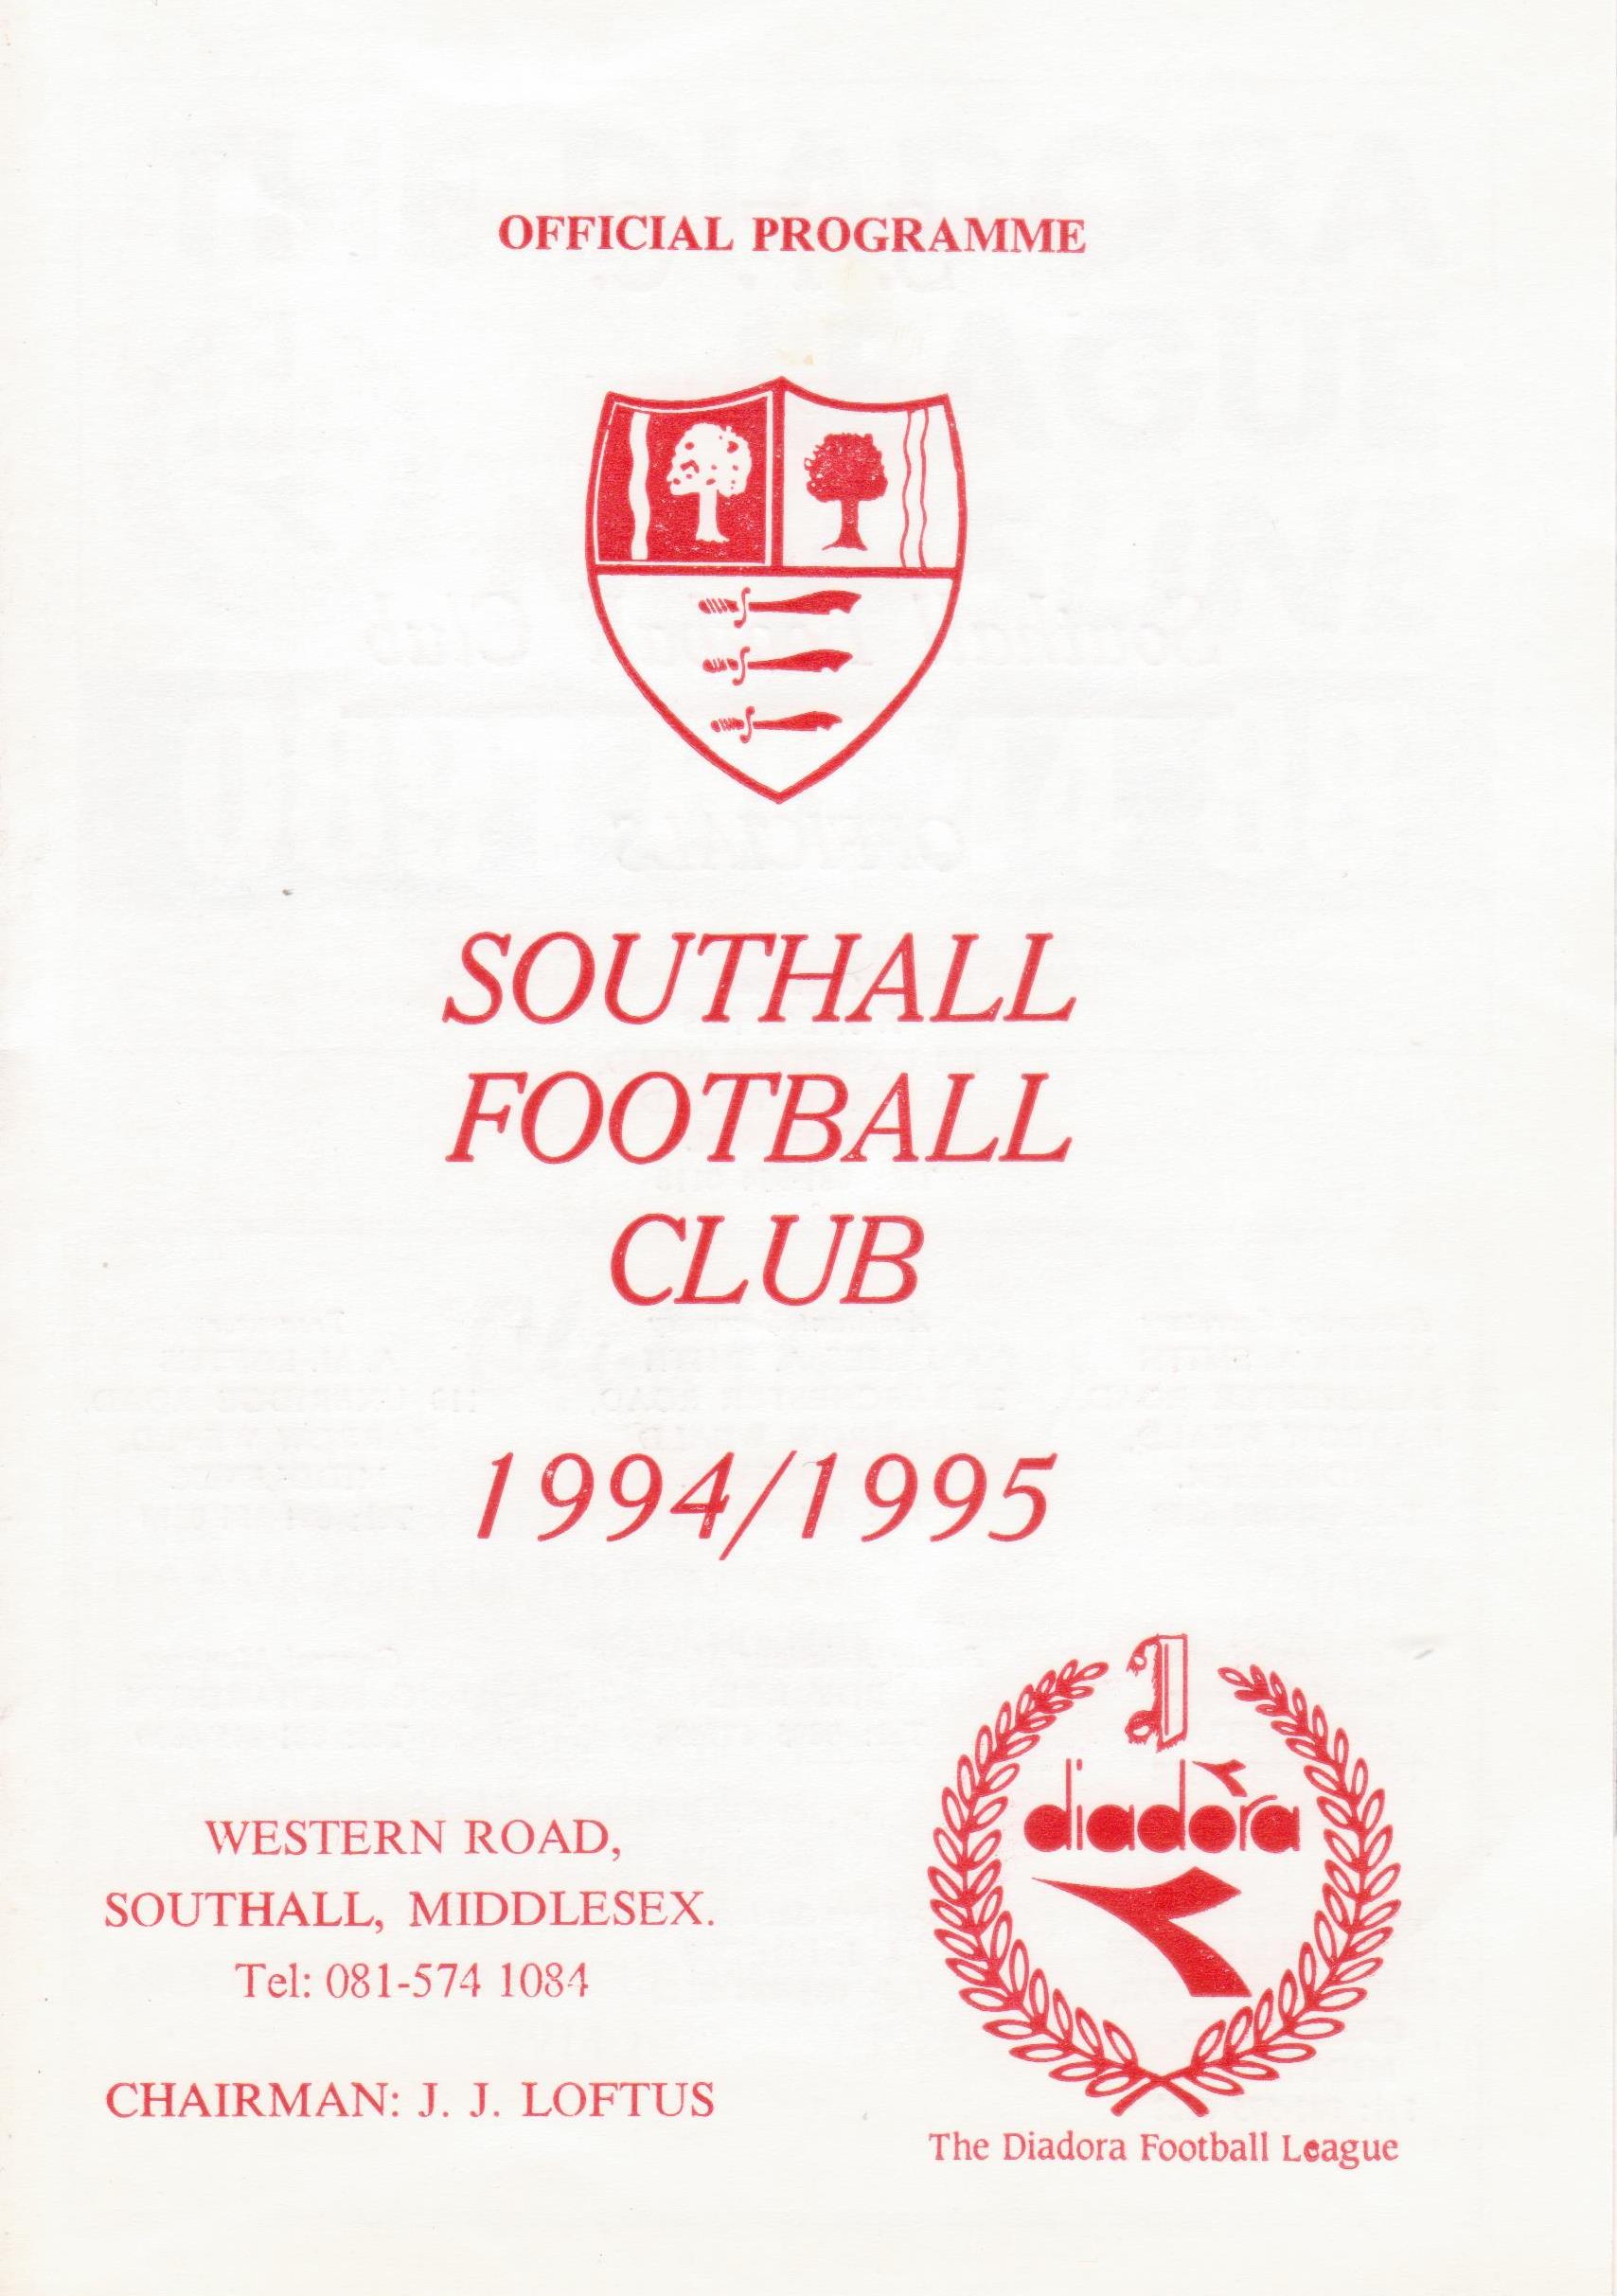 OFFICIAL PROGRAMME
SOUTHALL
FOOTBALL
CLUB
1994/1995
WESTERN ROAD,
SOUTHALL, MIDDLESEX.
Tel: 081-574 1084
CHAIRMAN: J. J. LOFTUS
diadora
The Diadora Football League